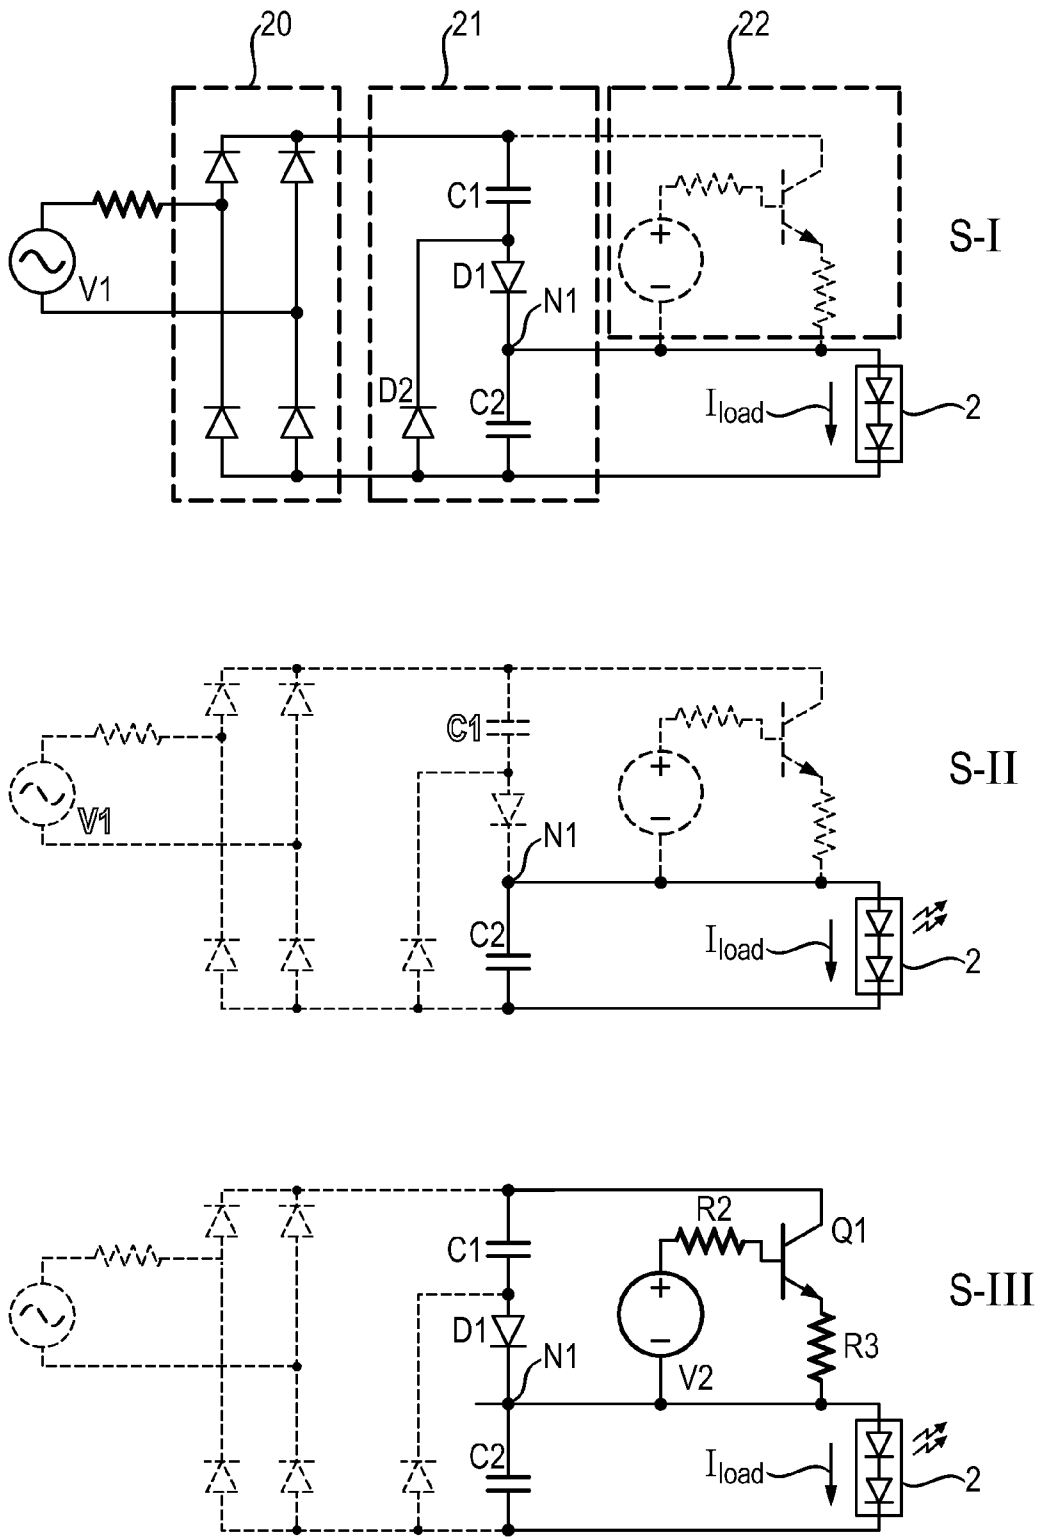 20 21 22
C1
S-I
V1
D1
N1
D2
C2
Iload
2
C1
S-II
V1
N1
C2
Iload
2
R2
Q1
C1
S-III
D1
R3
N1
V2
C2
Iload
2